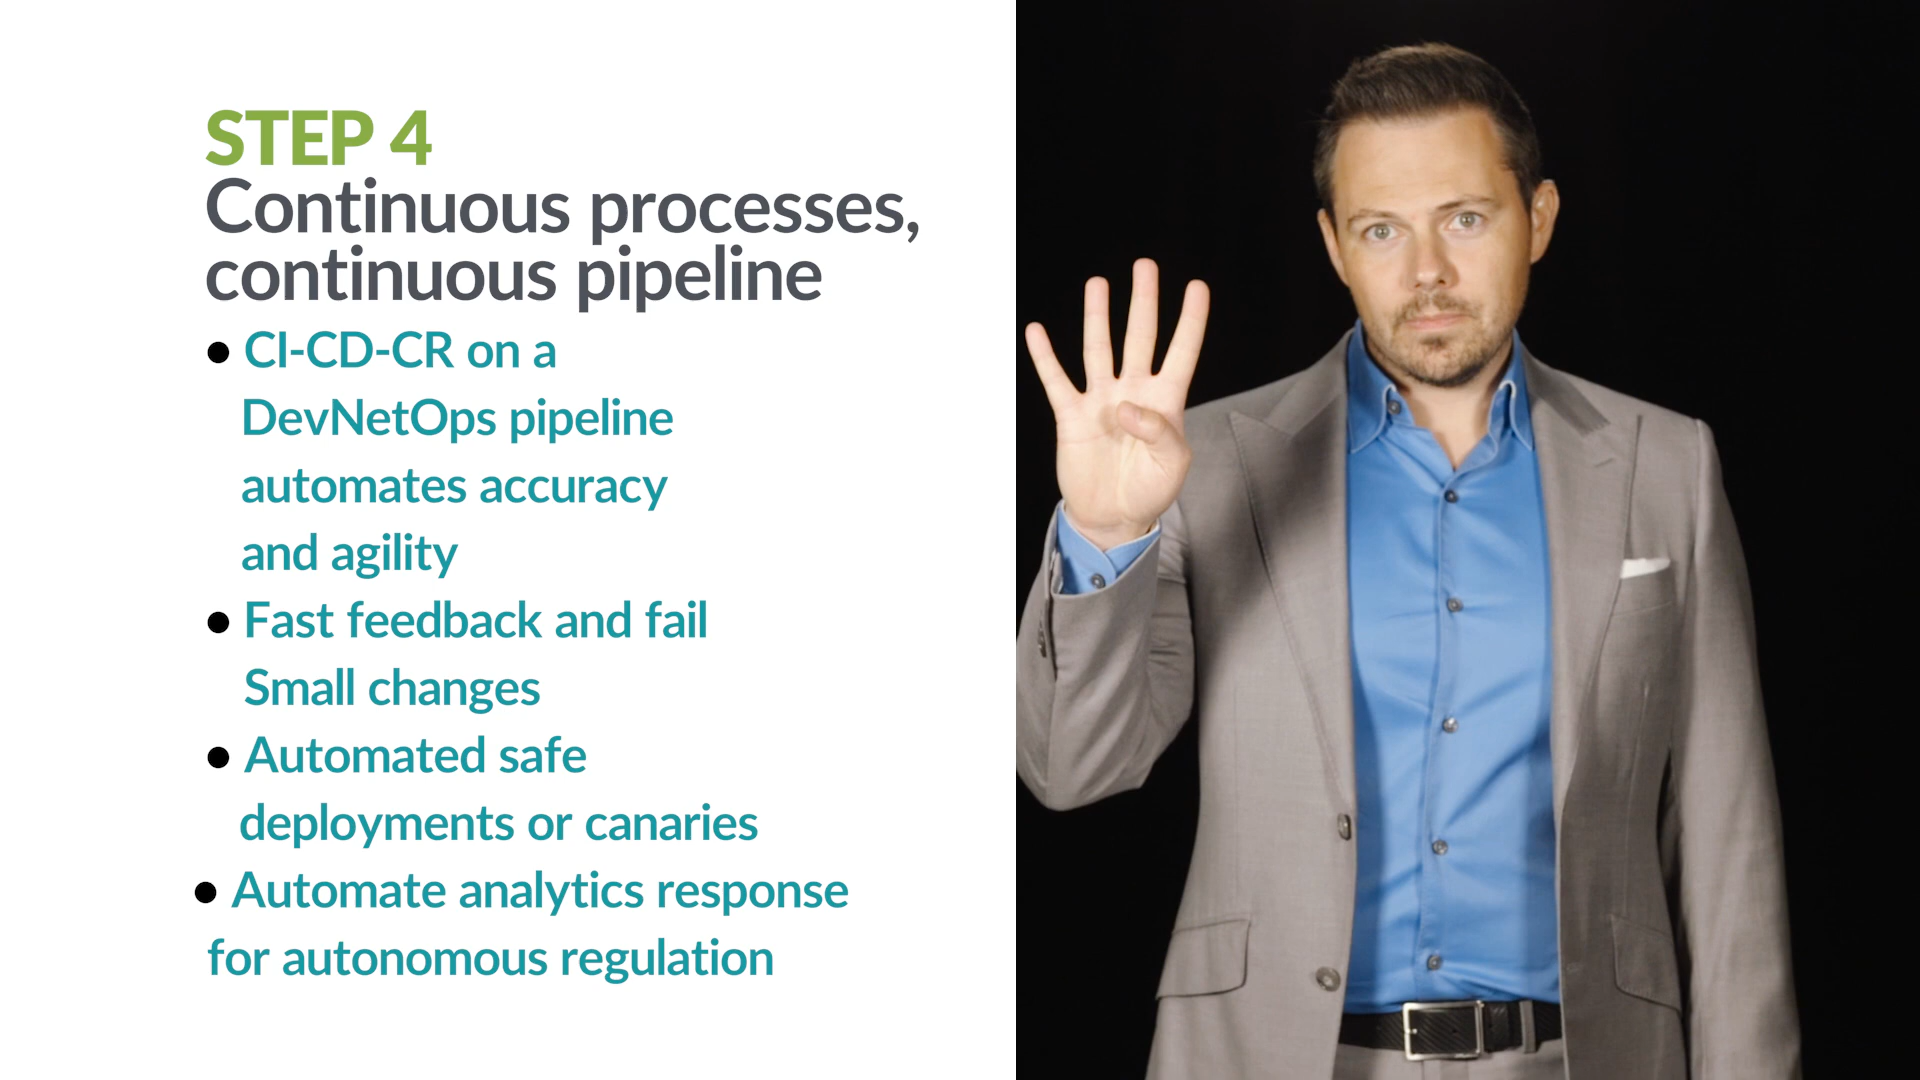 STEP 4
Continuous processes,
continuous pipeline
• CI-CD-CR on a
DevNetOps pipeline
automates accuracy
and agility
• Fast feedback and fail
Small changes
• Automated safe
deployments or canaries
• Automate analytics response
for autonomous regulation